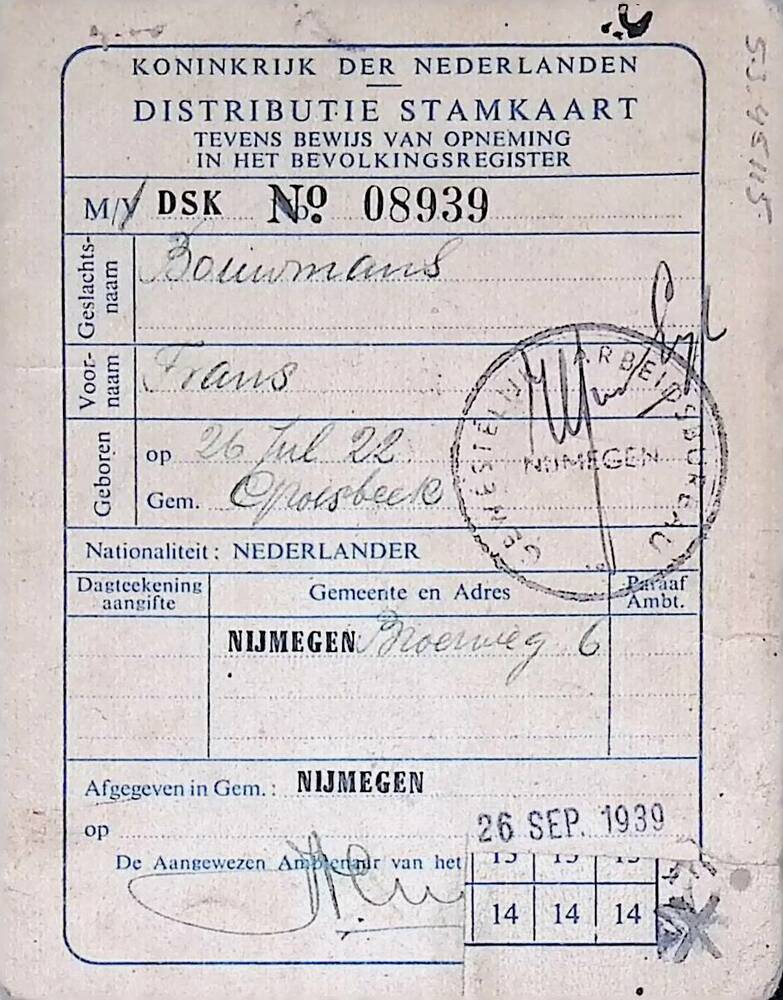 S.J. 45115
KONINKRIJK DER NEDERLANDEN
DISTRIBUTIE STAMKAART
TEVENS BEWIJS VAN OPNEMING
IN HET BEVOLKINGSREGISTER
M/V DSK No 08939
Geslachts-
naam
Bouwmans
Voor-
naam
Frans
Geboren
op 26 Jul 22
Gem. Groesbeek
GEMEENTELIJK ARBEIDSBUREAU
NIJMEGEN
Nationaliteit: NEDERLANDER
Dagteekening
aangifte
Gemeente en Adres
Paraaf
Ambt.
NIJMEGEN Broerweg 6
Afgegeven in Gem.: NIJMEGEN
op 26 SEP. 1939
De Aangewezen Ambtenaar van het
14 14 14